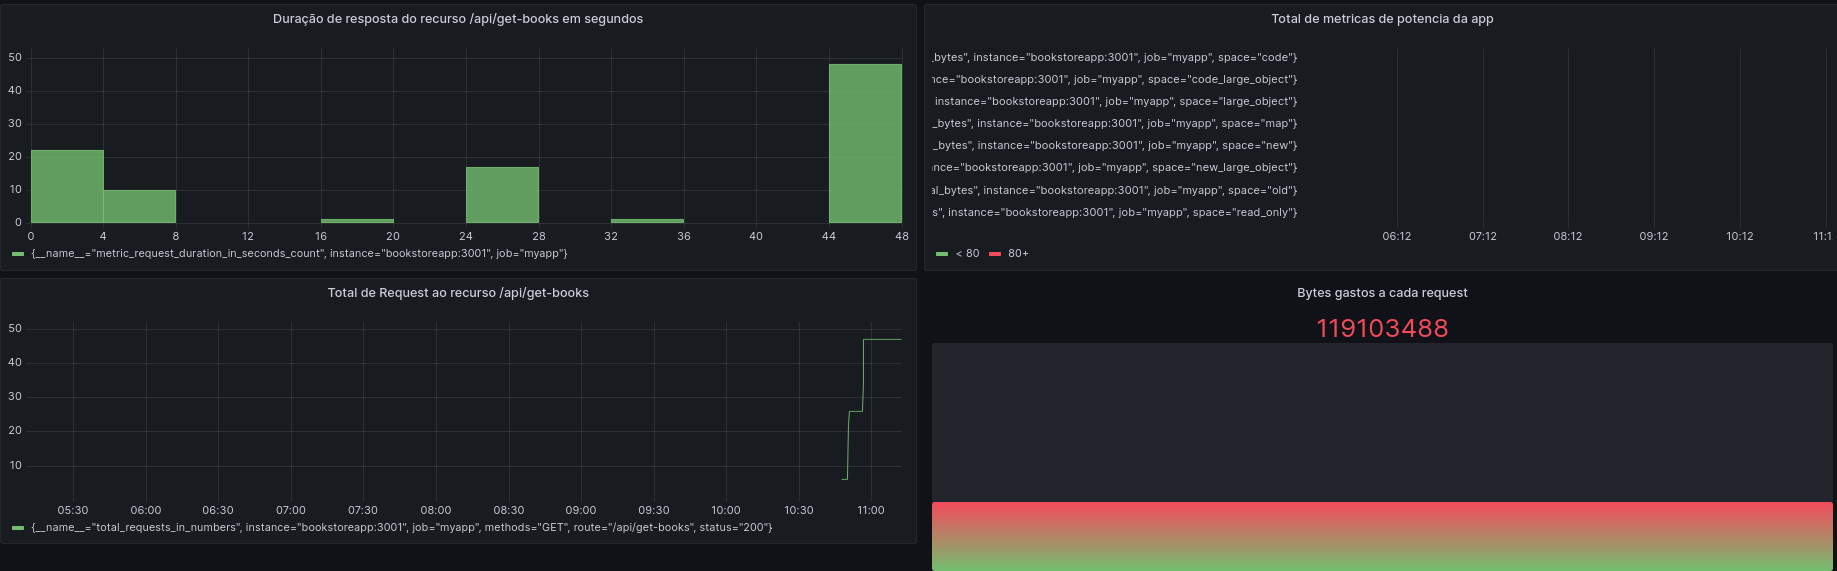 Duração de resposta do recurso /api/get-books em segundos
50
40
30
20
10
0
0 4 8 12 16 20 24 28 32 36 40 44 48
{__name__="metric_request_duration_in_seconds_count", instance="bookstoreapp:3001", job="myapp"}
Total de metricas de potencia da app
_bytes", instance="bookstoreapp:3001", job="myapp", space="code"}
nce="bookstoreapp:3001", job="myapp", space="code_large_object"}
instance="bookstoreapp:3001", job="myapp", space="large_object"}
_bytes", instance="bookstoreapp:3001", job="myapp", space="map"}
_bytes", instance="bookstoreapp:3001", job="myapp", space="new"}
nce="bookstoreapp:3001", job="myapp", space="new_large_object"}
al_bytes", instance="bookstoreapp:3001", job="myapp", space="old"}
s", instance="bookstoreapp:3001", job="myapp", space="read_only"}
06:12 07:12 08:12 09:12 10:12 11:1
< 80 80+
Total de Request ao recurso /api/get-books
50
40
30
20
10
05:30 06:00 06:30 07:00 07:30 08:00 08:30 09:00 09:30 10:00 10:30 11:00
{__name__="total_requests_in_numbers", instance="bookstoreapp:3001", job="myapp", methods="GET", route="/api/get-books", status="200"}
Bytes gastos a cada request
119103488